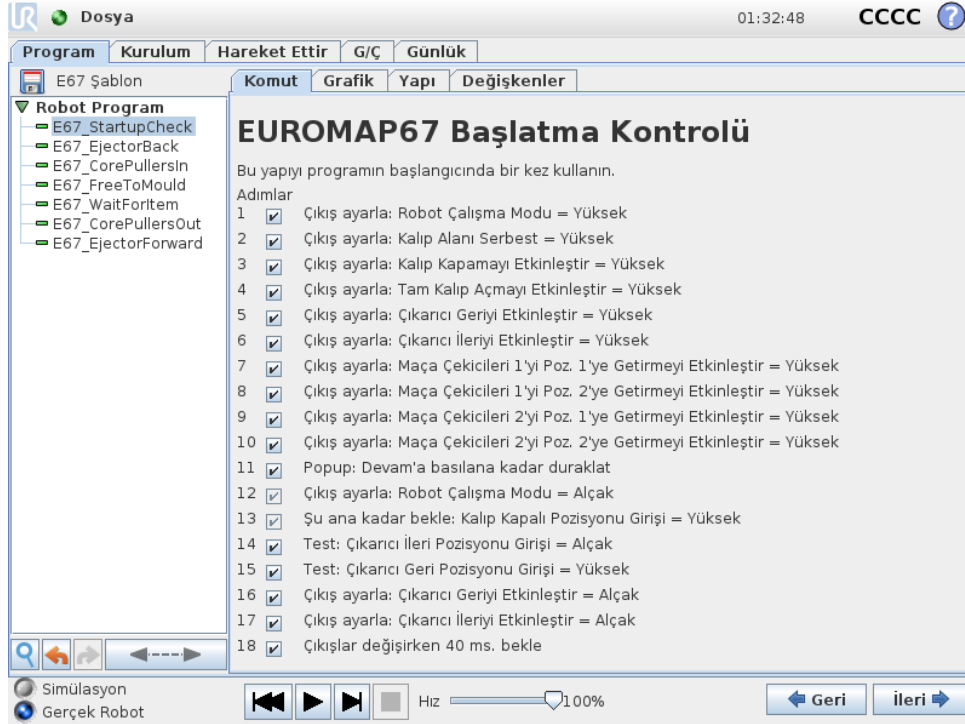 UR Dosya 01:32:48 CCCC ?
Program Kurulum Hareket Ettir G/Ç Günlük
E67 Şablon
Komut Grafik Yapı Değişkenler
Robot Program
E67_StartupCheck
E67_EjectorBack
E67_CorePullersIn
E67_FreeToMould
E67_WaitForItem
E67_CorePullersOut
E67_EjectorForward
EUROMAP67 Başlatma Kontrolü
Bu yapıyı programın başlangıcında bir kez kullanın.
Adımlar
1 Çıkış ayarla: Robot Çalışma Modu = Yüksek
2 Çıkış ayarla: Kalıp Alanı Serbest = Yüksek
3 Çıkış ayarla: Kalıp Kapamayı Etkinleştir = Yüksek
4 Çıkış ayarla: Tam Kalıp Açmayı Etkinleştir = Yüksek
5 Çıkış ayarla: Çıkarıcı Geriyi Etkinleştir = Yüksek
6 Çıkış ayarla: Çıkarıcı İleriyi Etkinleştir = Yüksek
7 Çıkış ayarla: Maça Çekicileri 1'yi Poz. 1'ye Getirmeyi Etkinleştir = Yüksek
8 Çıkış ayarla: Maça Çekicileri 1'yi Poz. 2'ye Getirmeyi Etkinleştir = Yüksek
9 Çıkış ayarla: Maça Çekicileri 2'yi Poz. 1'ye Getirmeyi Etkinleştir = Yüksek
10 Çıkış ayarla: Maça Çekicileri 2'yi Poz. 2'ye Getirmeyi Etkinleştir = Yüksek
11 Popup: Devam'a basılana kadar duraklat
12 Çıkış ayarla: Robot Çalışma Modu = Alçak
13 Şu ana kadar bekle: Kalıp Kapalı Pozisyonu Girişi = Yüksek
14 Test: Çıkarıcı İleri Pozisyonu Girişi = Alçak
15 Test: Çıkarıcı Geri Pozisyonu Girişi = Yüksek
16 Çıkış ayarla: Çıkarıcı Geriyi Etkinleştir = Alçak
17 Çıkış ayarla: Çıkarıcı İleriyi Etkinleştir = Alçak
18 Çıkışlar değişirken 40 ms. bekle
Simülasyon
Gerçek Robot
Hız 100%
Geri İleri